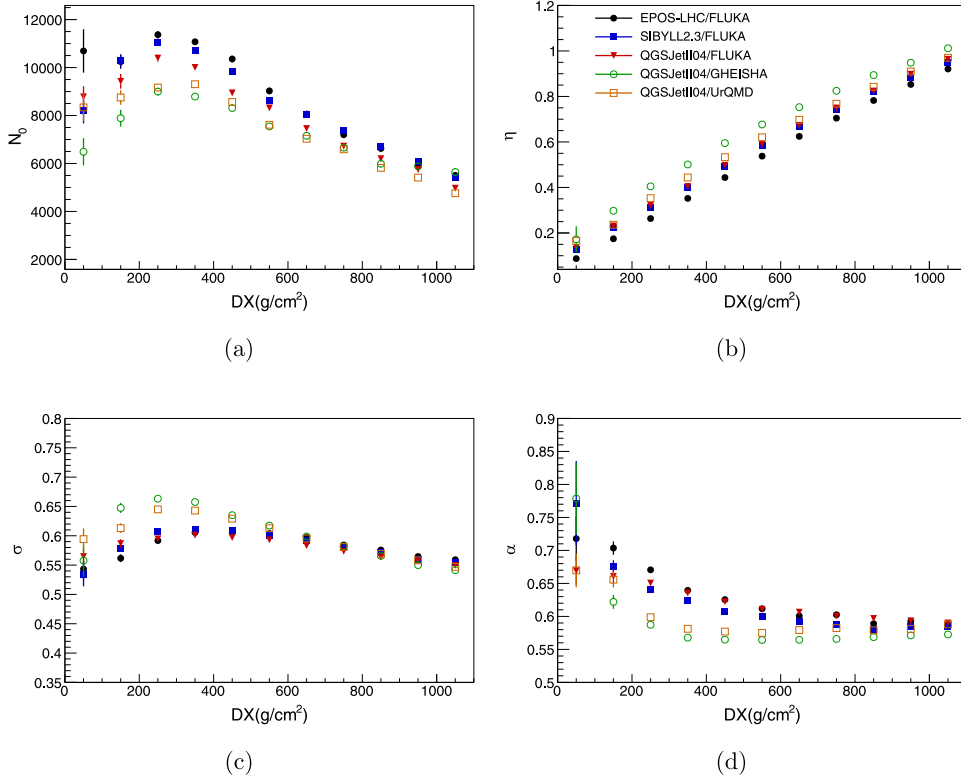 12000
10000
8000
6000
4000
2000
N₀
0 200 400 600 800 1000
DX(g/cm²)
(a)
1.2
1
0.8
0.6
0.4
0.2
η
EPOS-LHC/FLUKA
SIBYLL2.3/FLUKA
QGSJetII04/FLUKA
QGSJetII04/GHEISHA
QGSJetII04/UrQMD
0 200 400 600 800 1000
DX(g/cm²)
(b)
0.8
0.75
0.7
0.65
0.6
0.55
0.5
0.45
0.4
0.35
σ
0 200 400 600 800 1000
DX(g/cm²)
(c)
0.9
0.85
0.8
0.75
0.7
0.65
0.6
0.55
0.5
α
0 200 400 600 800 1000
DX(g/cm²)
(d)